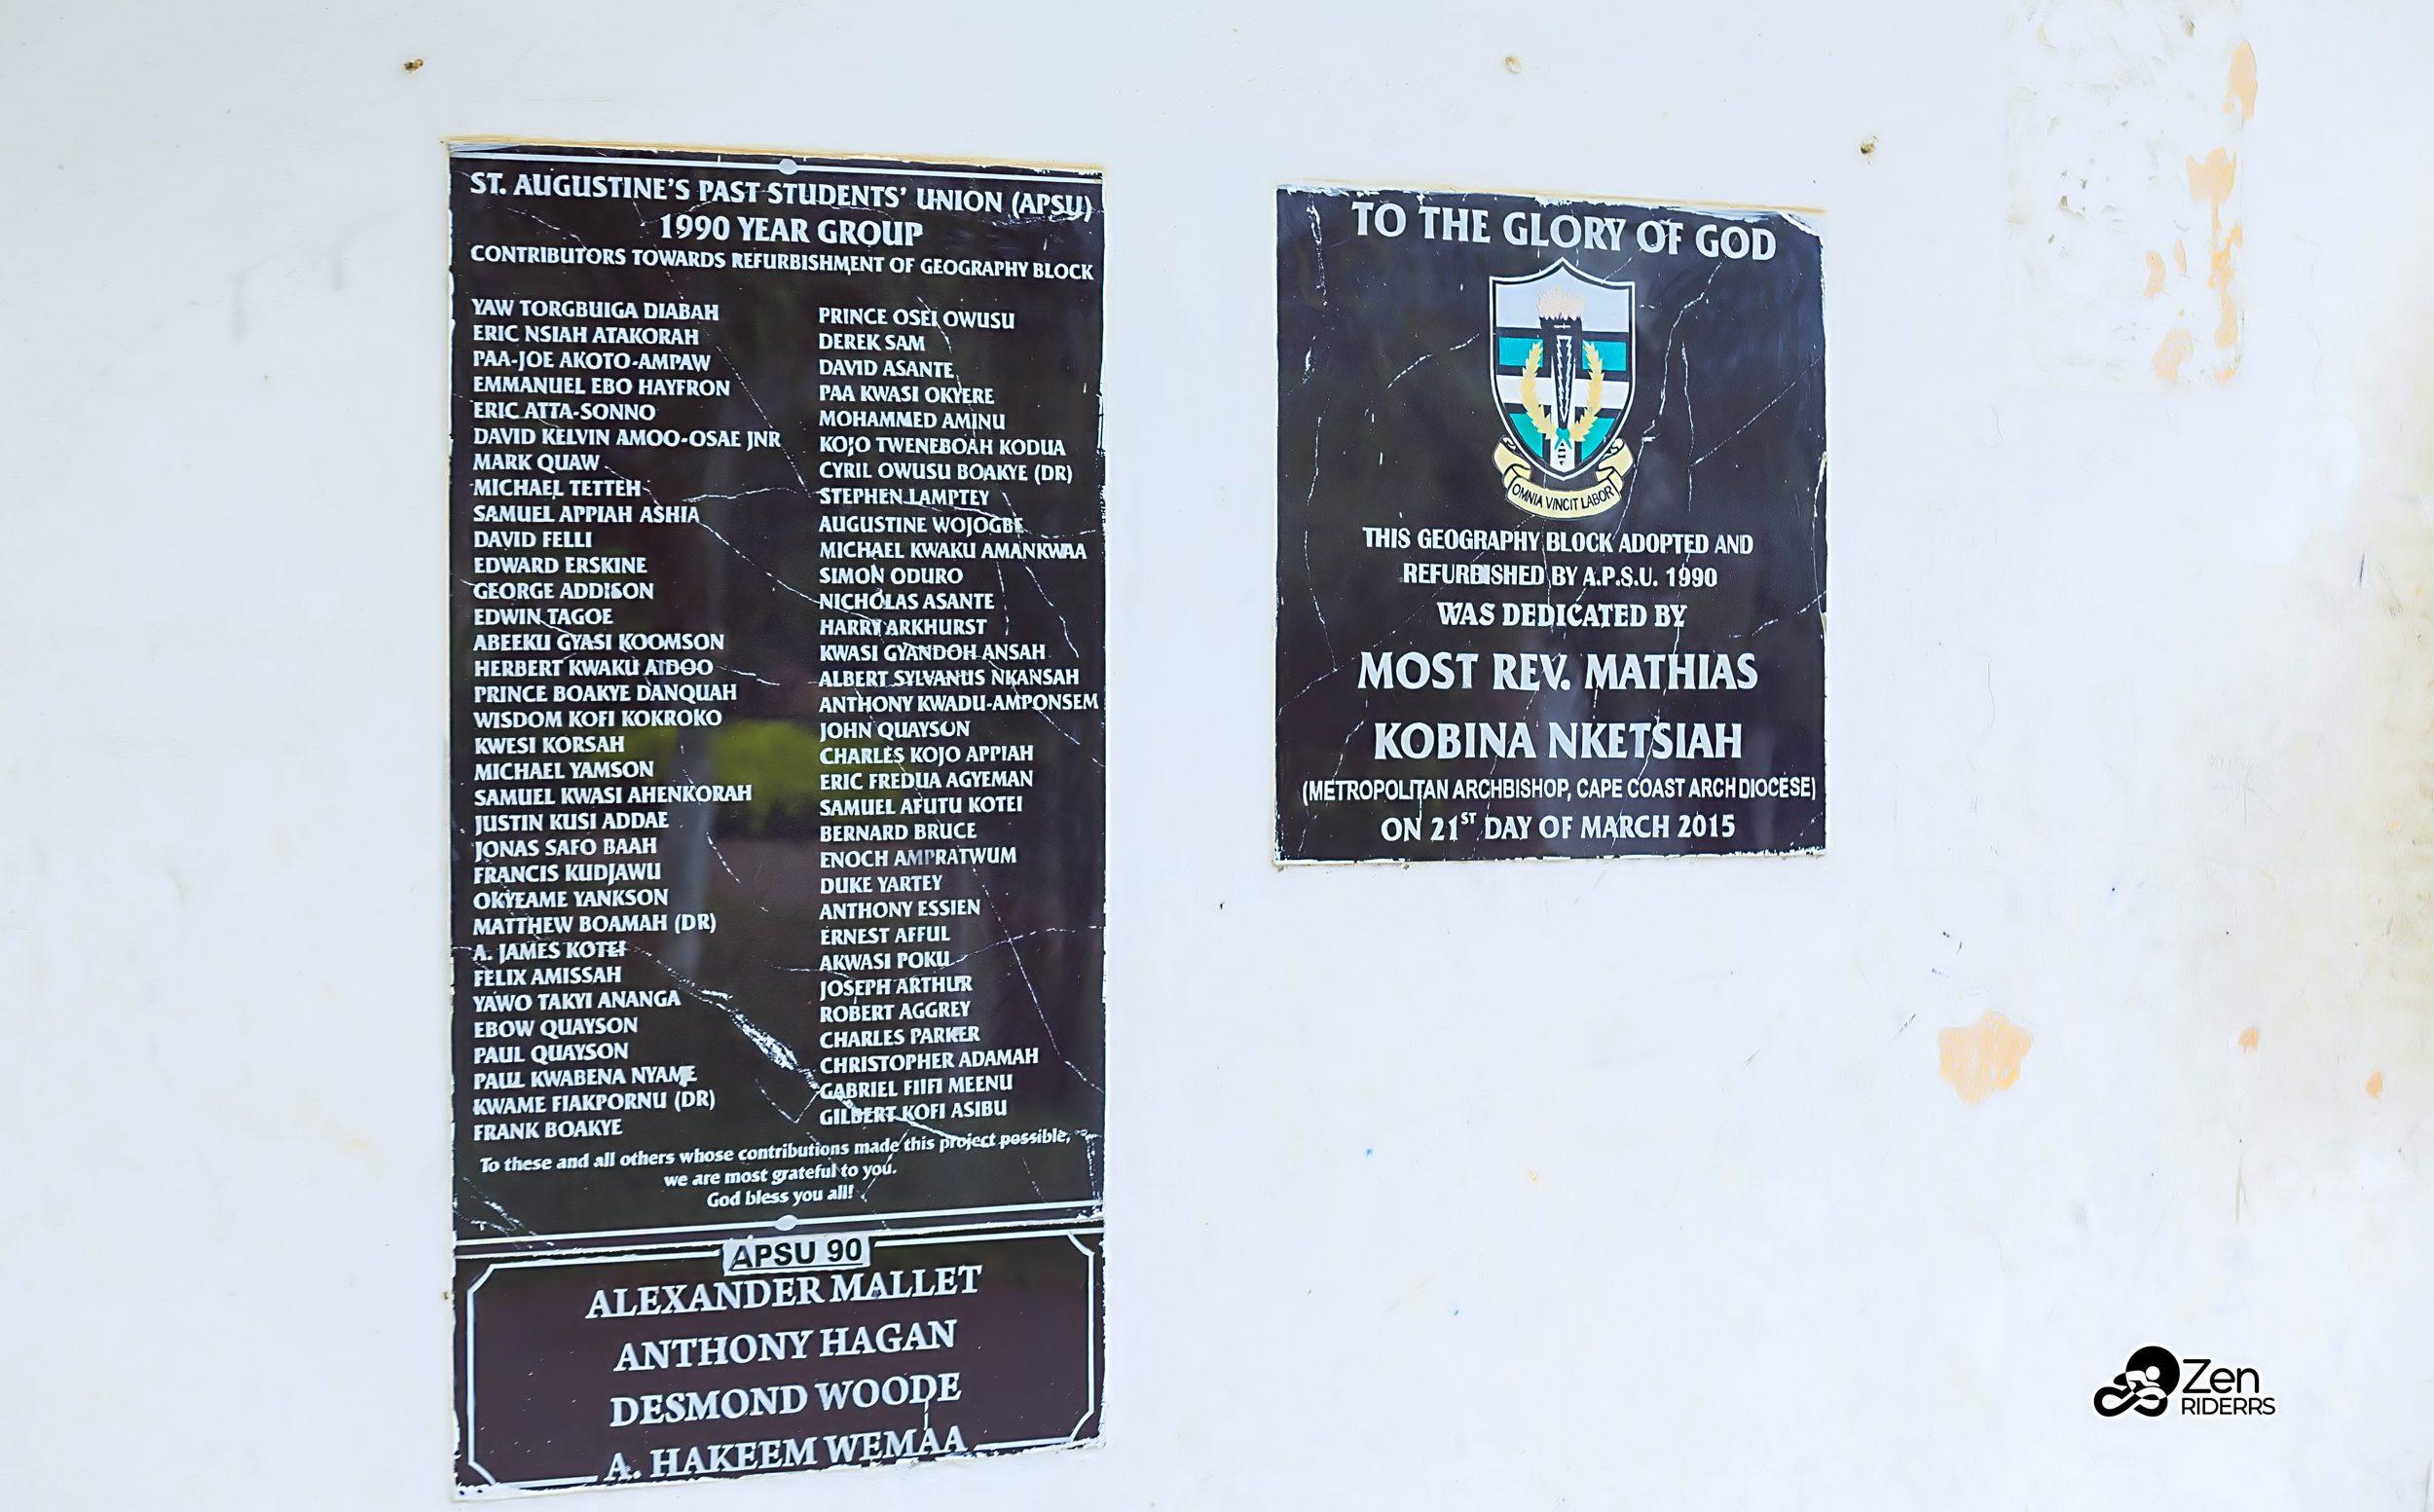 ST. AUGUSTINE'S PAST STUDENTS' UNION (APSU)
1990 YEAR GROUP
CONTRIBUTORS TOWARDS REFURBISHMENT OF GEOGRAPHY BLOCK
YAW TORGBUIGA DIABAH
ERIC NSIAH ATAKORAH
PAA-JOE AKOTO-AMPAW
EMMANUEL EBO HAYFRON
ERIC ATTA-SONNO
DAVID KELVIN AMOO-OSAE JNR
MARK QUAW
MICHAEL TETTEH
SAMUEL APPIAH ASHIA
DAVID FELLI
EDWARD ERSKINE
GEORGE ADDISON
EDWIN TAGOE
ABEEKU GYASI KOOMSON
HERBERT KWAKU AIDOO
PRINCE BOAKYE DANQUAH
WISDOM KOFI KOKROKO
KWESI KORSAH
MICHAEL YAMSON
SAMUEL KWASI AHENKORAH
JUSTIN KUSI ADDAE
JONAS SAFO BAAH
FRANCIS KUDJAWU
OKYEAME YANKSON
MATTHEW BOAMAH (DR)
A. JAMES KOTEI
FELIX AMISSAH
YAWO TAKYI ANANGA
EBOW QUAYSON
PAUL QUAYSON
PAUL KWABENA NYAME
KWAME FIAKPORNU (DR)
FRANK BOAKYE
PRINCE OSEI OWUSU
DEREK SAM
DAVID ASANTE
PAA KWASI OKYERE
MOHAMMED AMINU
KOJO TWENEBOAH KODUA
CYRIL OWUSU BOAKYE (DR)
STEPHEN LAMPTEY
AUGUSTINE WOJOGBE
MICHAEL KWAKU AMANKWAA
SIMON ODURO
NICHOLAS ASANTE
HARRY ARKHURST
KWASI GYANDOH ANSAH
ALBERT SYLVANUS NKANSAH
ANTHONY KWADU-AMPONSEM
JOHN QUAYSON
CHARLES KOJO APPIAH
ERIC FREDUA AGYEMAN
SAMUEL AFUTU KOTEI
BERNARD BRUCE
ENOCH AMPRATWUM
DUKE YARTEY
ANTHONY ESSIEN
ERNEST AFFUL
AKWASI POKU
JOSEPH ARTHUR
ROBERT AGGREY
CHARLES PARKER
CHRISTOPHER ADAMAH
GABRIEL FIIFI MEENU
GILBERT KOFI ASIBU
To these and all others whose contributions made this project possible,
we are most grateful to you.
God bless you all!
APSU 90
ALEXANDER MALLET
ANTHONY HAGAN
DESMOND WOODE
A. HAKEEM WEMAA
TO THE GLORY OF GOD
OMNIA VINCIT LABOR
THIS GEOGRAPHY BLOCK ADOPTED AND
REFURBISHED BY A.P.S.U. 1990
WAS DEDICATED BY
MOST REV. MATHIAS
KOBINA NKETSIAH
(METROPOLITAN ARCHBISHOP, CAPE COAST ARCHDIOCESE)
ON 21ST DAY OF MARCH 2015
Zen
RIDERRS